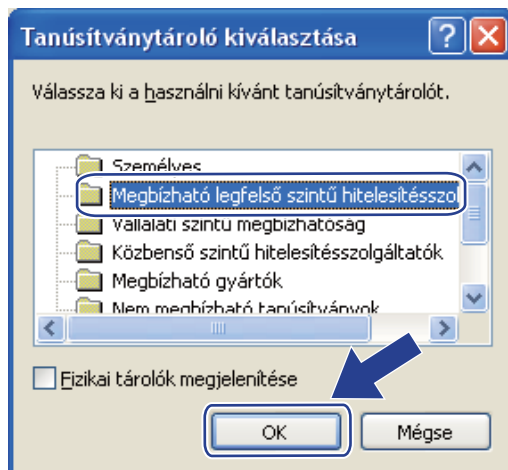 Tanúsítványtároló kiválasztása
Válassza ki a használni kívánt tanúsítványtárolót.
Személyes
Megbízható legfelső szintű hitelesítésszo
Vállalati szintű megbízhatóság
Közbenső szintű hitelesítésszolgáltatók
Megbízható gyártók
Nem megbízható tanúsítványok
Fizikai tárolók megjelenítése
OK Mégse